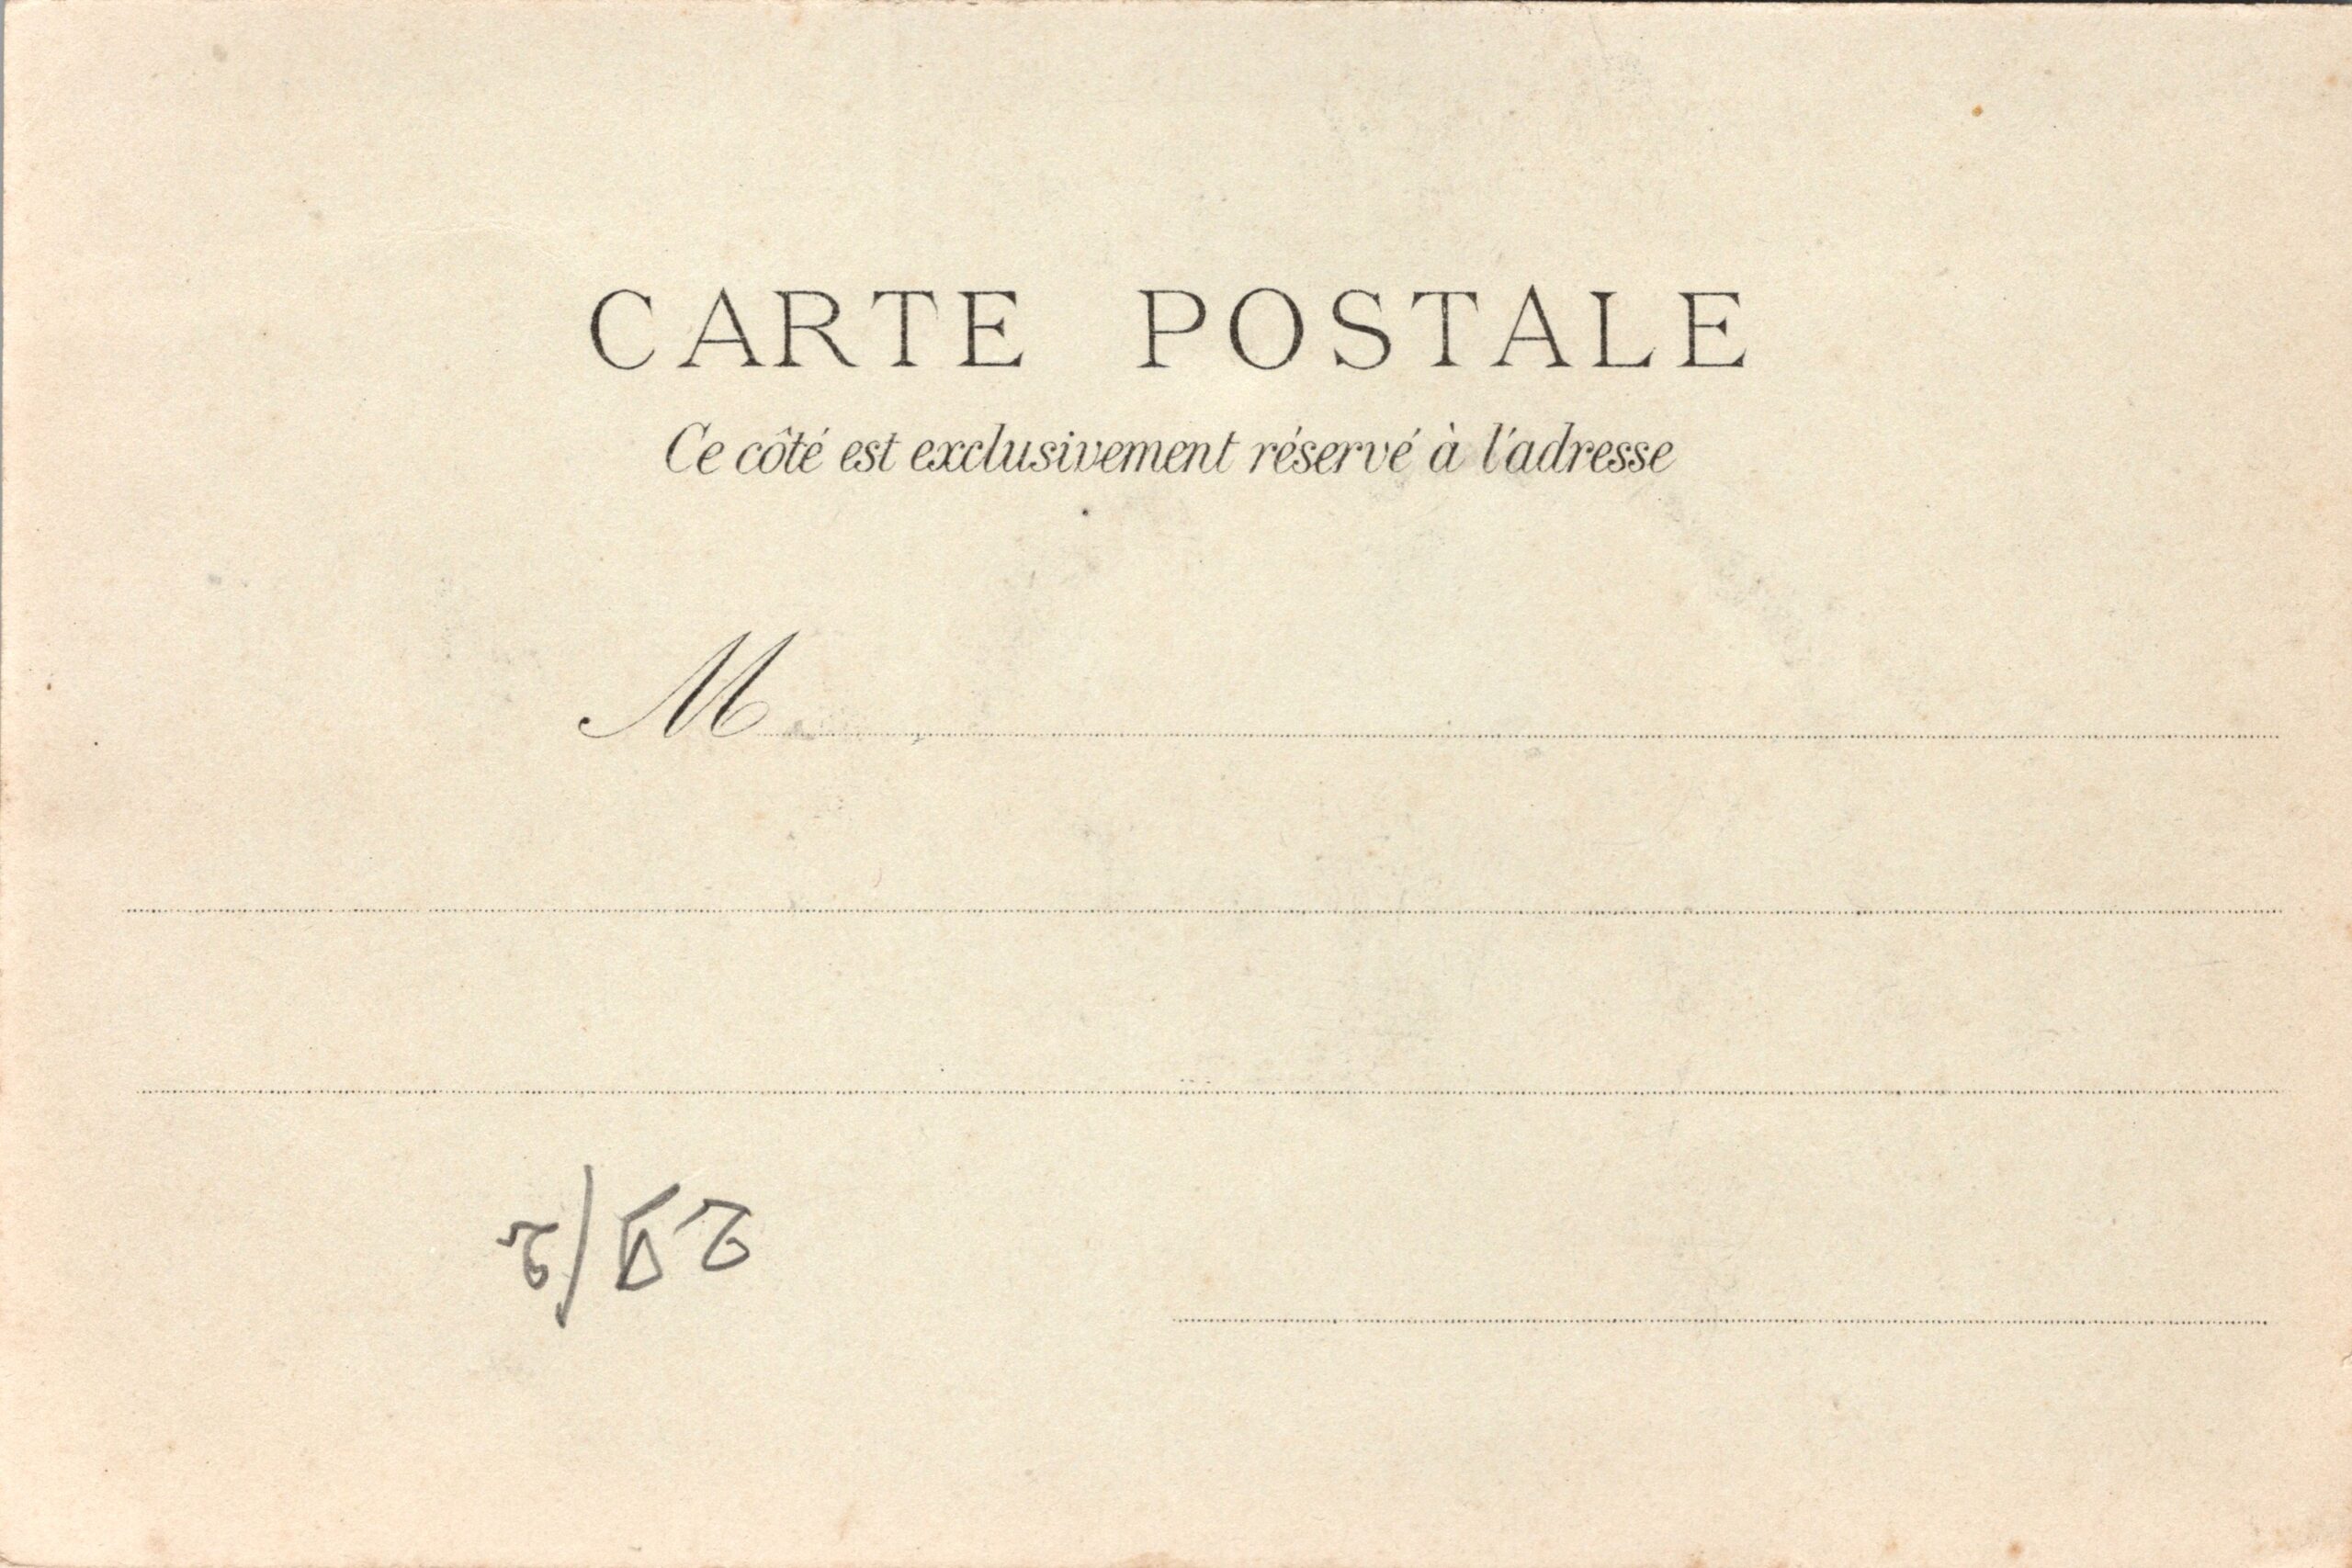 CARTE POSTALE
Ce côté est exclusivement réservé à l'adresse
M